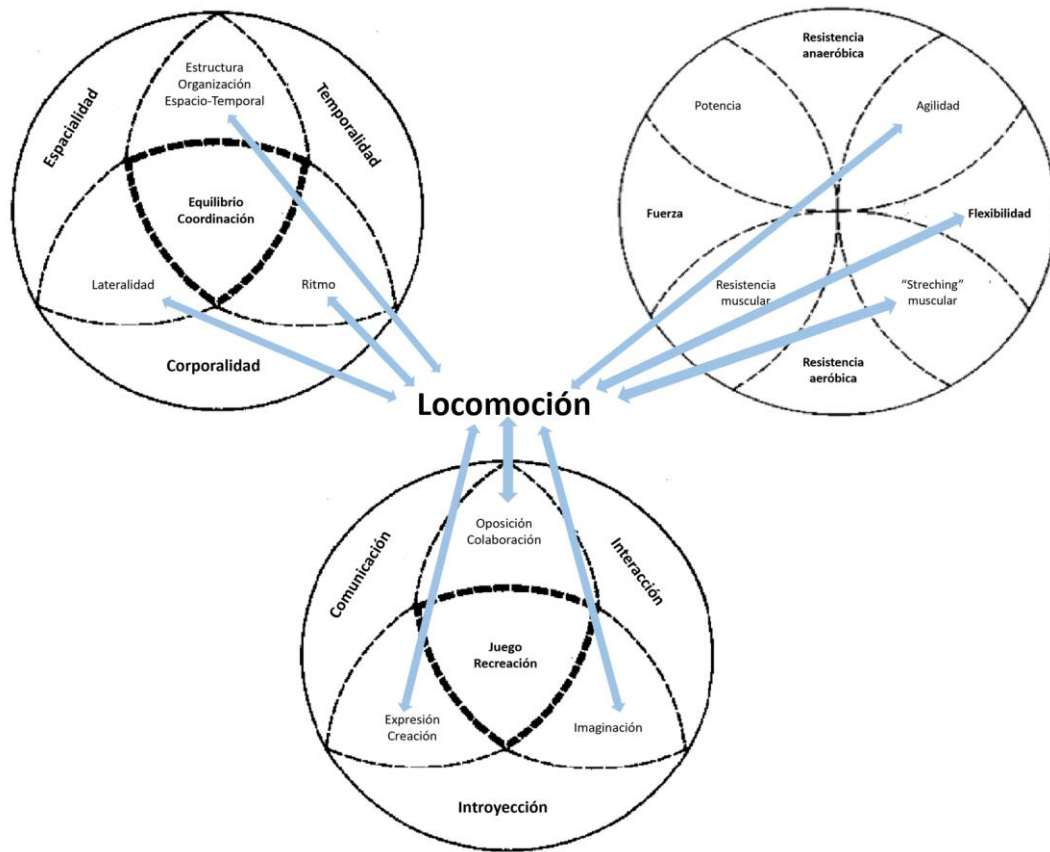 Estructura
Organización
Espacio-Temporal
Espacialidad
Temporalidad
Equilibrio
Coordinación
Lateralidad
Ritmo
Corporalidad
Resistencia
anaeróbica
Potencia
Agilidad
Fuerza
Flexibilidad
Resistencia
muscular
"Streching"
muscular
Resistencia
aeróbica
Locomoción
Oposición
Colaboración
Comunicación
Interacción
Juego
Recreación
Expresión
Creación
Imaginación
Introyección